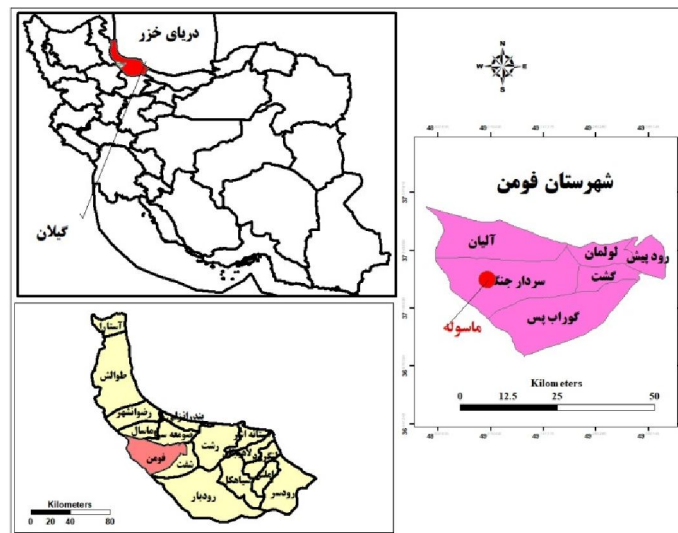 دریای خزر
گیلان
N
W E
S
شهرستان فومن
آلیان
لولمان
رود پیش
گشت
سردار جنگ
ماسوله
گوراب پس
Kilometers
0 12.5 25 50
آستارا
طوالش
رضوانشهر
بندرانزلی
ماسال
صومعه سرا
رشت
فومن
شفت
سیاهکل
املش
رودسر
رودبار
Kilometers
0 20 40 80